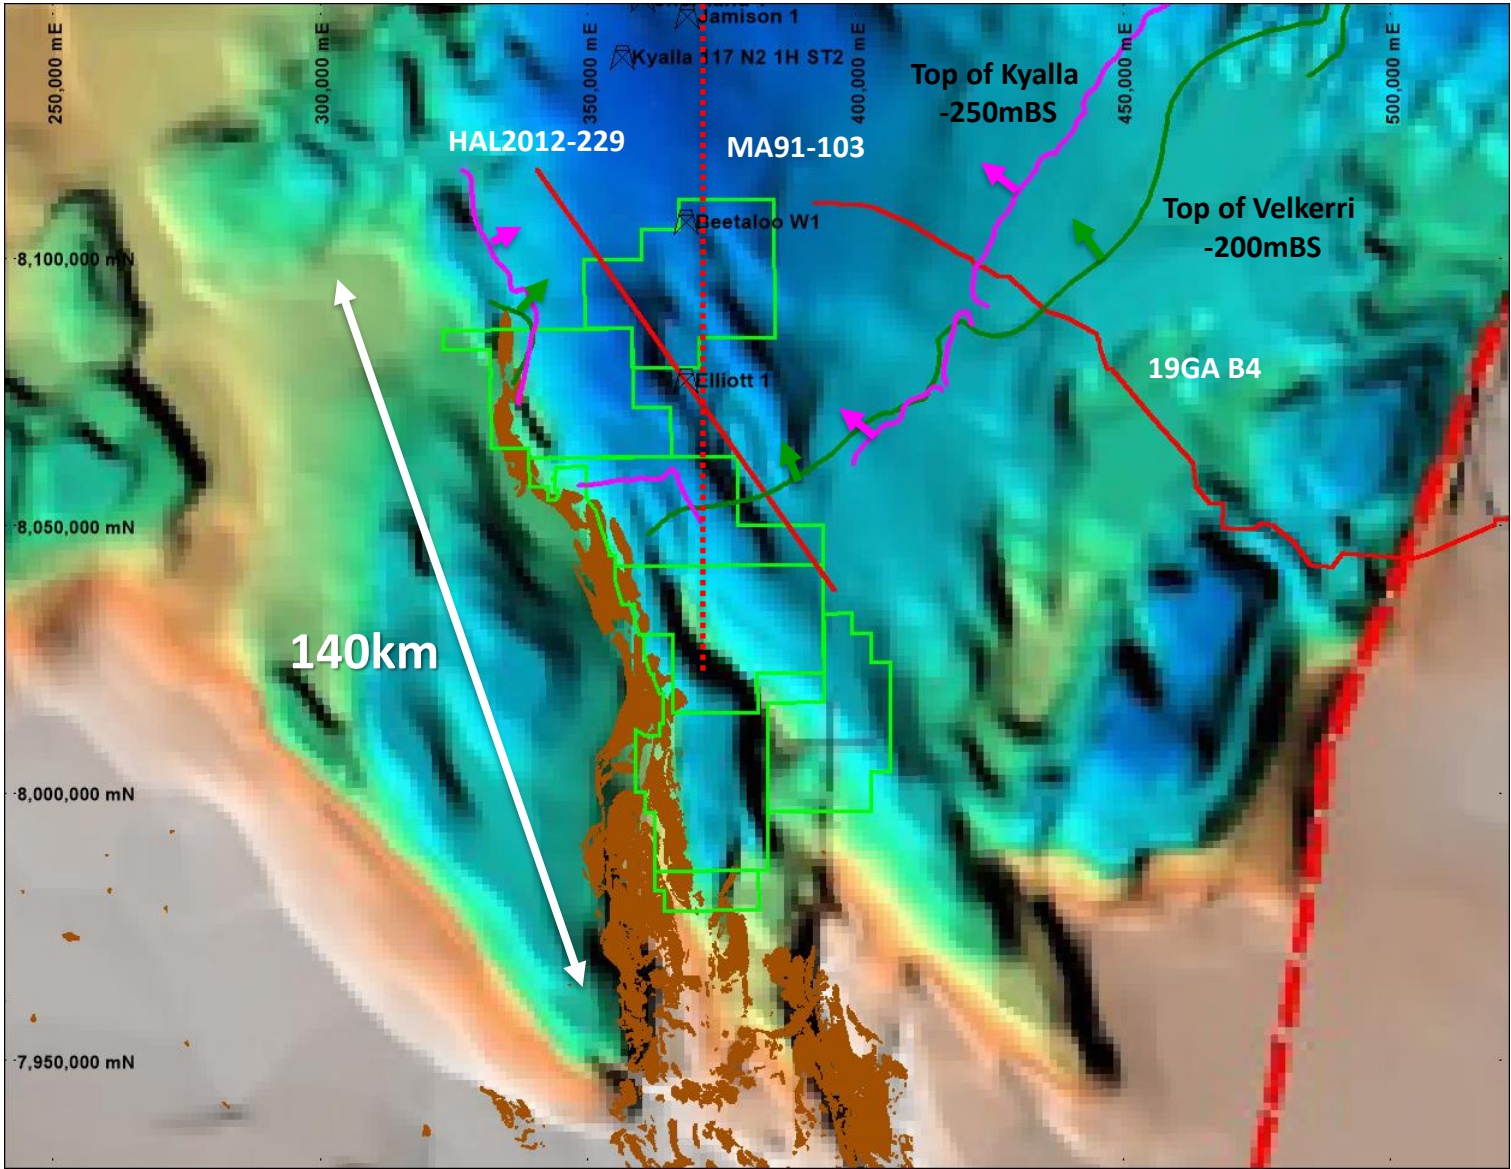 250,000 mE
300,000 mE
350,000 mE
400,000 mE
450,000 mE
500,000 mE
Jamison 1
Kyalla 117 N2 1H ST2
Top of Kyalla
-250mBS
HAL2012-229
MA91-103
Beetaloo W1
Top of Velkerri
-200mBS
8,100,000 mN
19GA B4
Elliott 1
8,050,000 mN
140km
8,000,000 mN
7,950,000 mN